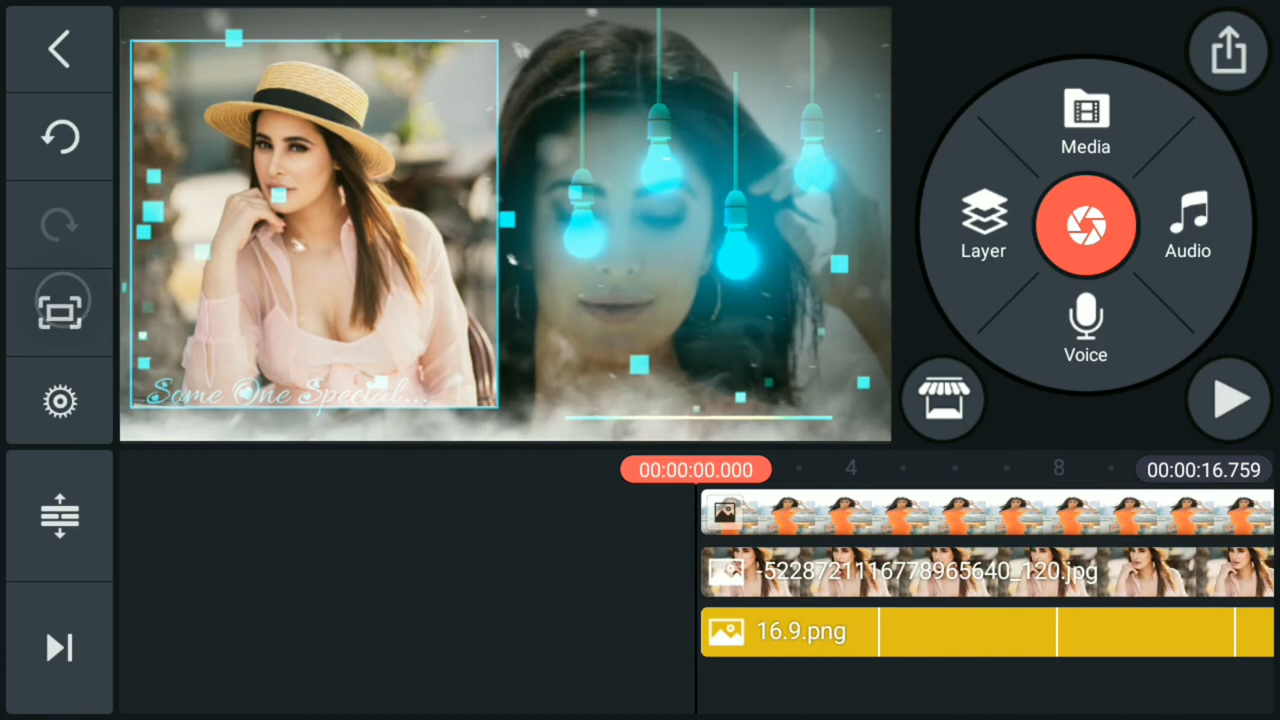 Media
Layer
Audio
Voice
Some One Special...
00:00:00.000
4
8
00:00:16.759
-5228721116778965640_120.jpg
16.9.png